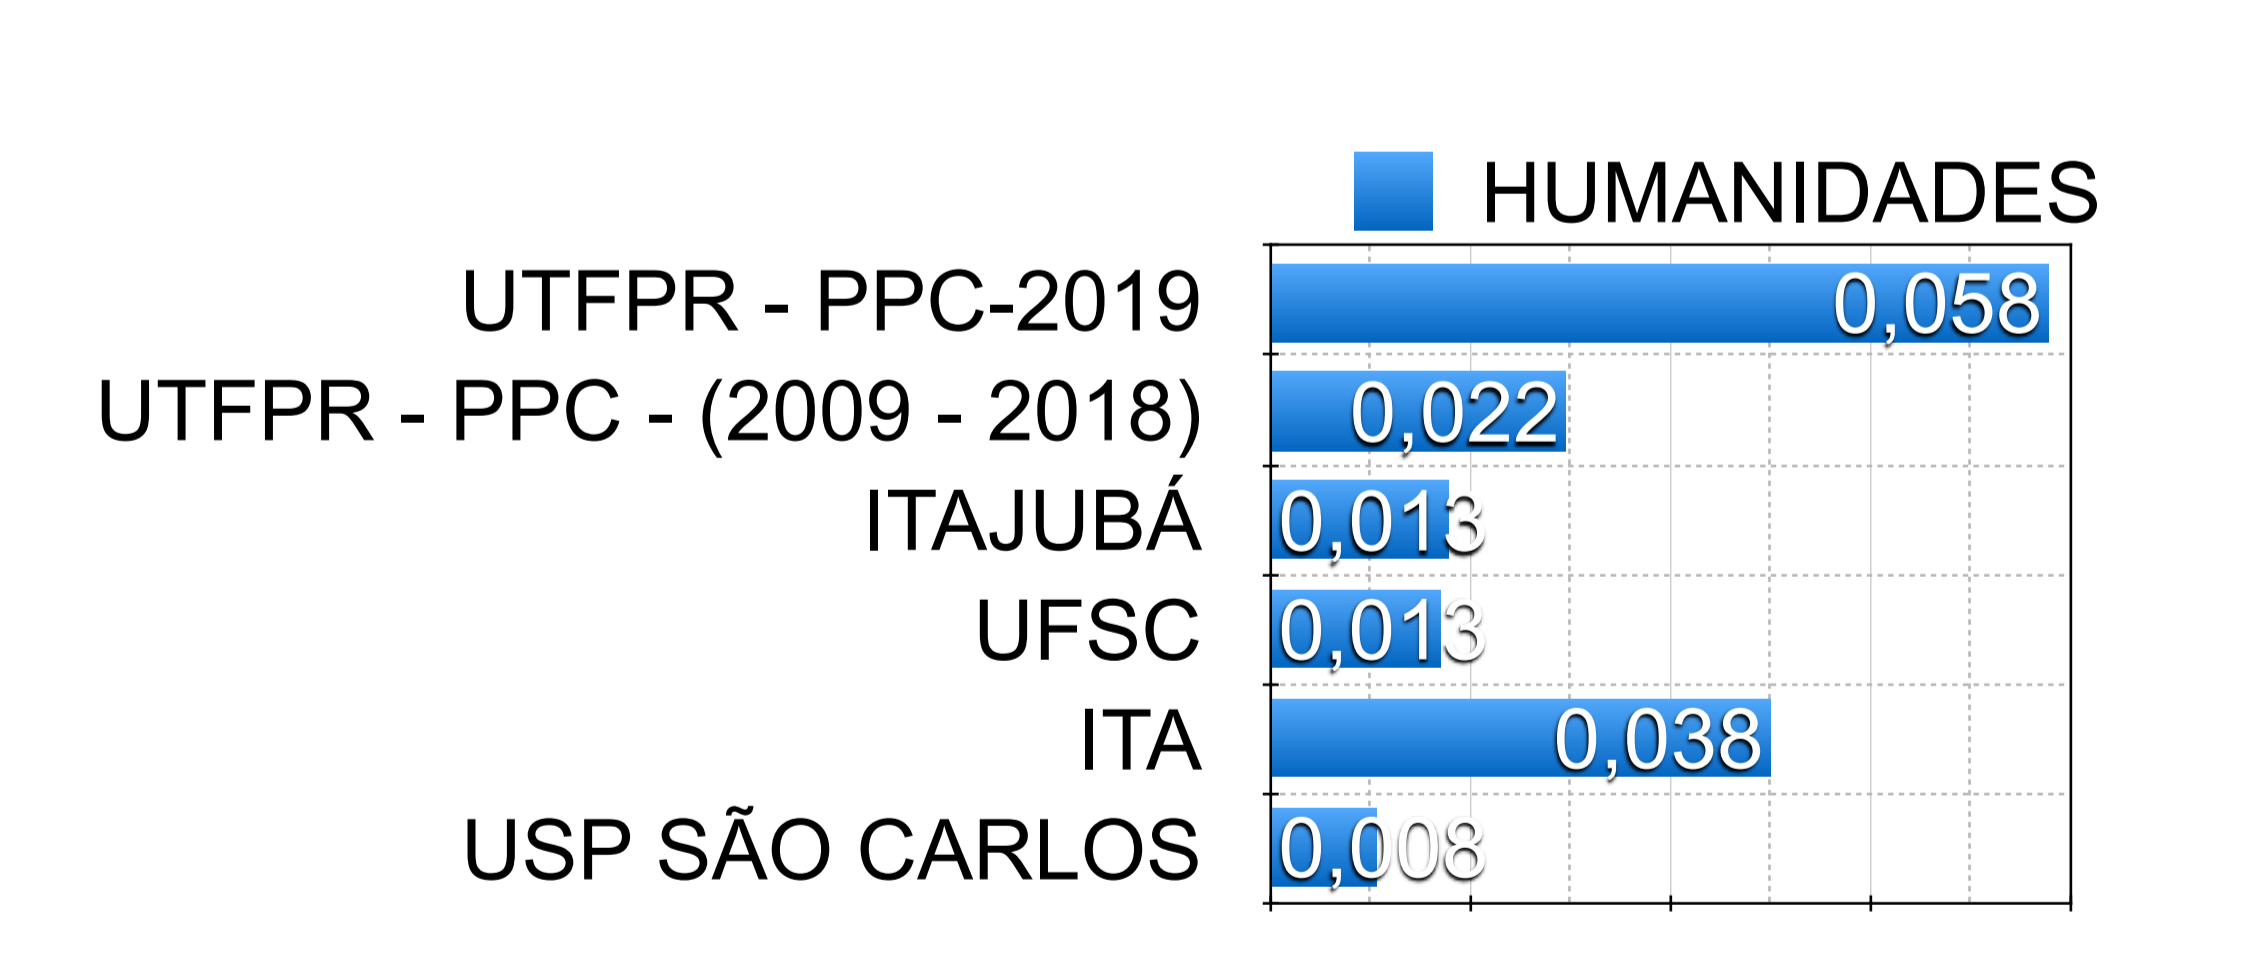 HUMANIDADES
UTFPR - PPC-2019 0,058
UTFPR - PPC - (2009 - 2018) 0,022
ITAJUBÁ 0,013
UFSC 0,013
ITA 0,038
USP SÃO CARLOS 0,008